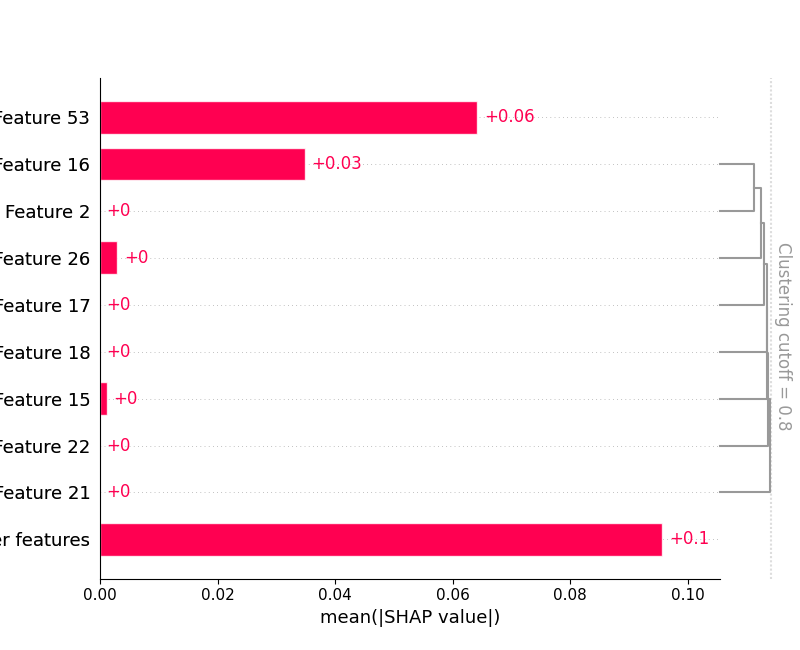 Feature 53
+0.06
Feature 16
+0.03
Feature 2
+0
Feature 26
+0
Feature 17
+0
Feature 18
+0
Feature 15
+0
Feature 22
+0
Feature 21
+0
features
+0.1
Clustering cutoff = 0.8
0.00 0.02 0.04 0.06 0.08 0.10
mean(|SHAP value|)